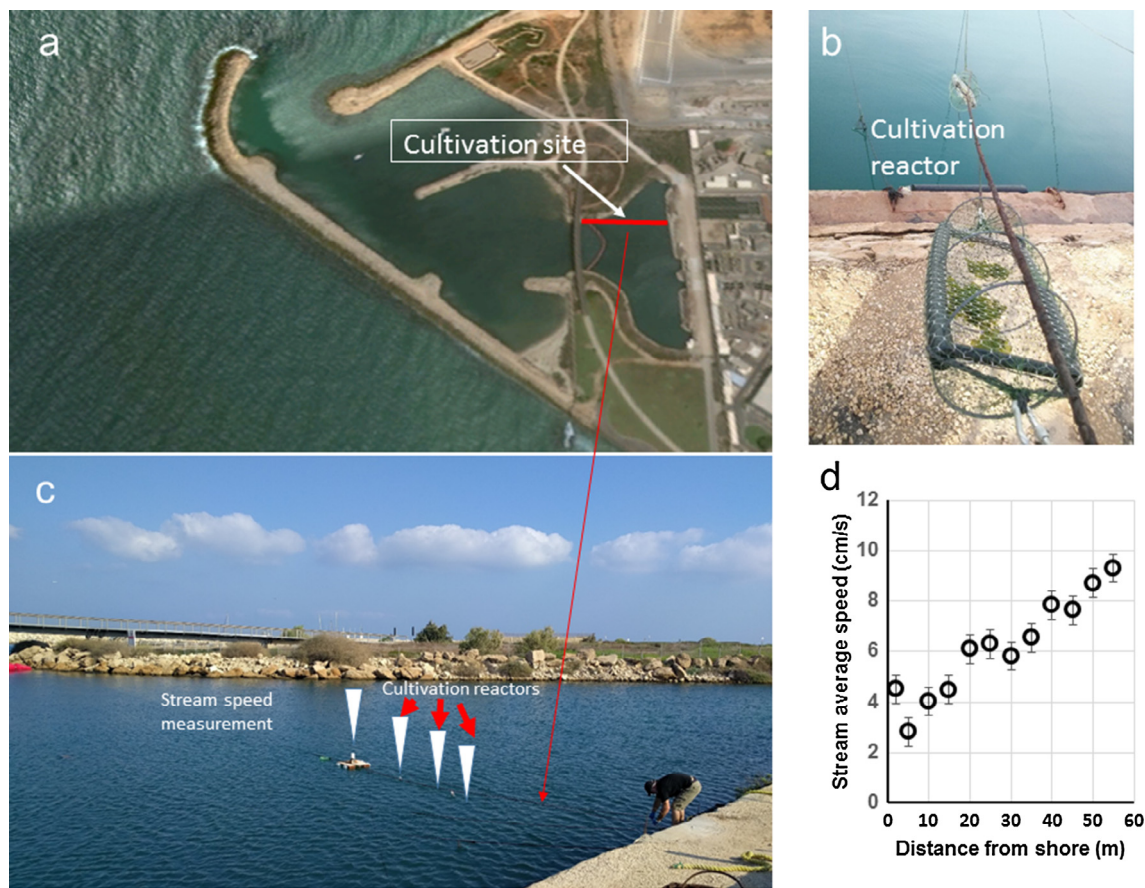 a
Cultivation site
b
Cultivation
reactor
c
Stream speed
measurement
Cultivation reactors
d
Stream average speed (cm/s)
12
10
8
6
4
2
0
0 10 20 30 40 50 60
Distance from shore (m)